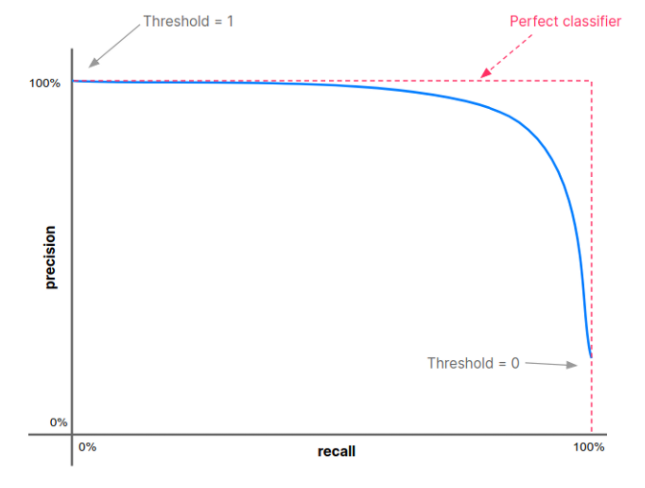 Threshold = 1
Perfect classifier
100%
precision
Threshold = 0
0%
0%
recall
100%